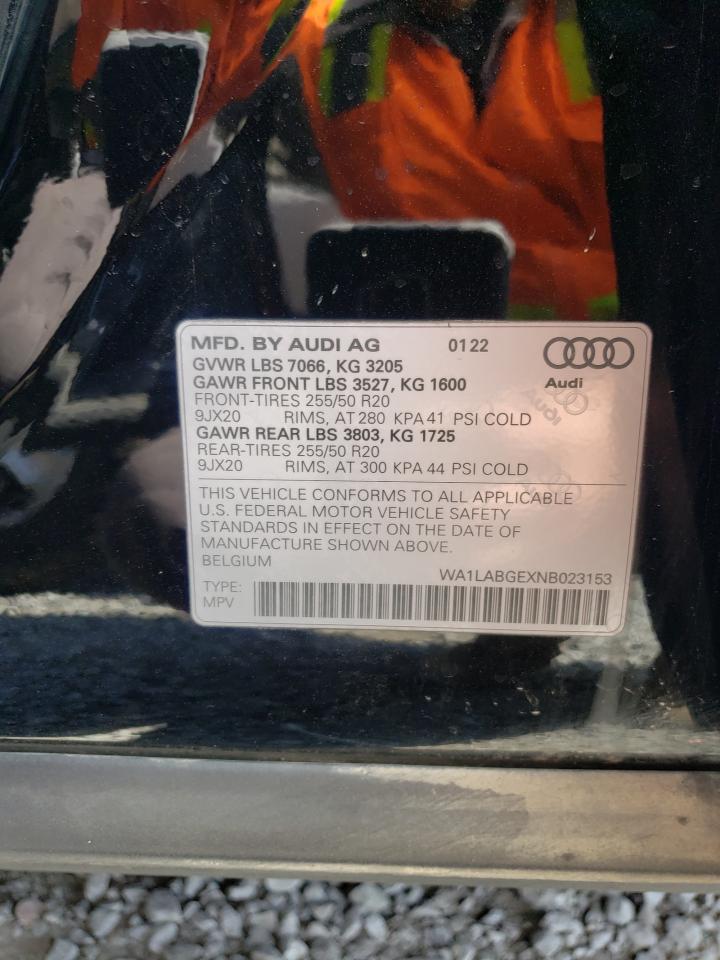 MFD. BY AUDI AG 01 22
GVWR LBS 7066, KG 3205
GAWR FRONT LBS 3527, KG 1600
Audi
FRONT-TIRES 255/50 R20
9JX20 RIMS, AT 280 KPA 41 PSI COLD
Audi
GAWR REAR LBS 3803, KG 1725
REAR-TIRES 255/50 R20
9JX20 RIMS, AT 300 KPA 44 PSI COLD
THIS VEHICLE CONFORMS TO ALL APPLICABLE
U.S. FEDERAL MOTOR VEHICLE SAFETY
STANDARDS IN EFFECT ON THE DATE OF
MANUFACTURE SHOWN ABOVE.
BELGIUM
WA1LABGEXNB023153
TYPE:
MPV